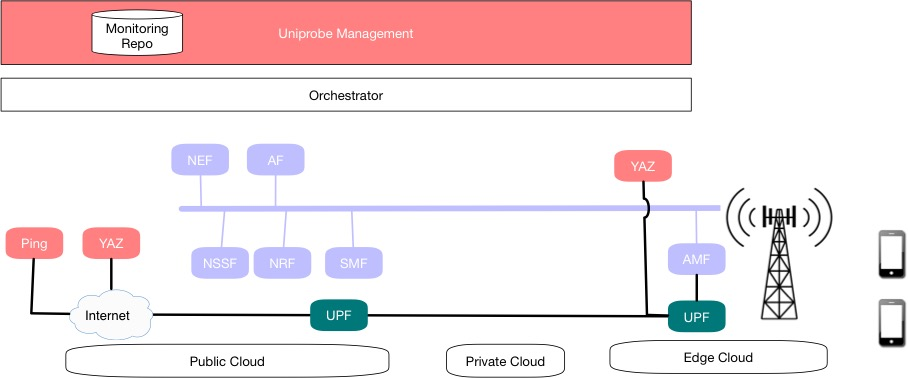 Monitoring
Repo
Uniprobe Management
Orchestrator
NEF
AF
YAZ
Ping
YAZ
NSSF
NRF
SMF
AMF
Internet
UPF
UPF
Public Cloud
Private Cloud
Edge Cloud